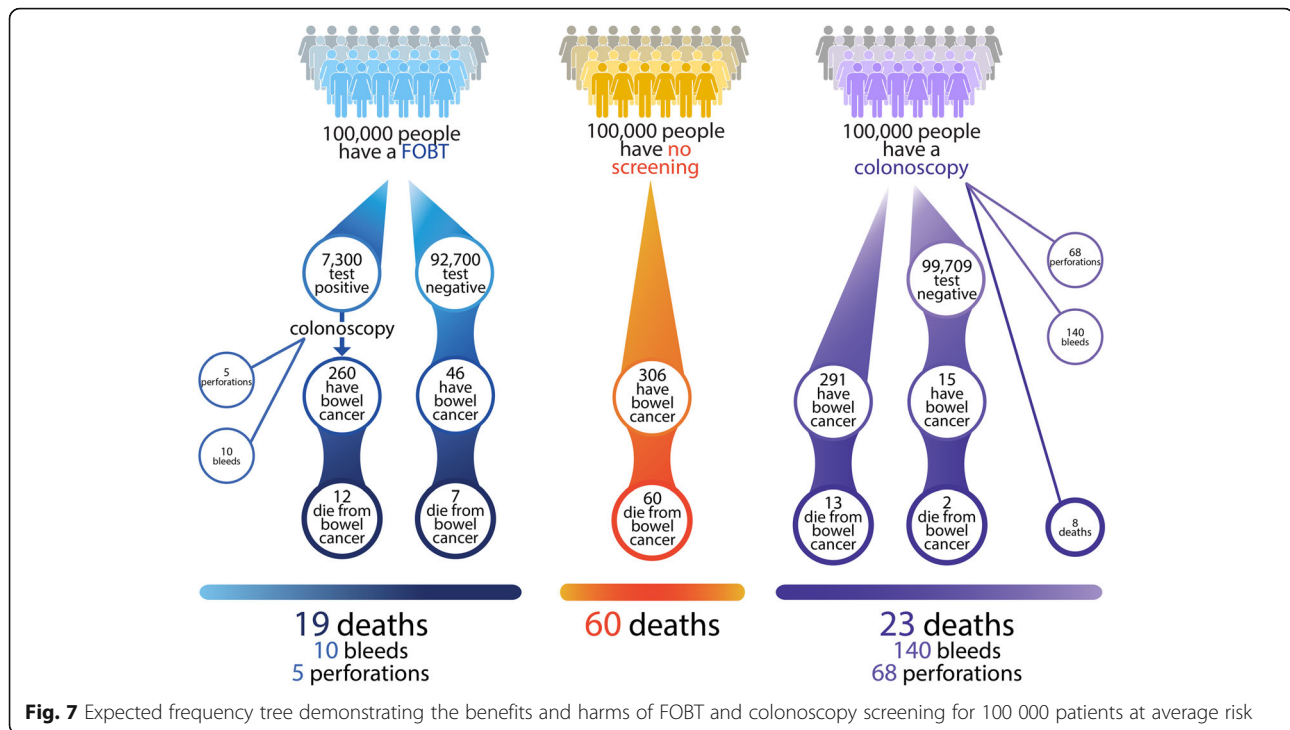 100,000 people
have a FOBT
7,300
test
positive
92,700
test
negative
colonoscopy
5
perforations
10
bleeds
260
have
bowel
cancer
46
have
bowel
cancer
12
die from
bowel
cancer
7
die from
bowel
cancer
19 deaths
10 bleeds
5 perforations
100,000 people
have no
screening
306
have
bowel
cancer
60
die from
bowel
cancer
60 deaths
100,000 people
have a
colonoscopy
99,709
test
negative
68
perforations
140
bleeds
291
have
bowel
cancer
15
have
bowel
cancer
13
die from
bowel
cancer
2
die from
bowel
cancer
8
deaths
23 deaths
140 bleeds
68 perforations
Fig. 7 Expected frequency tree demonstrating the benefits and harms of FOBT and colonoscopy screening for 100 000 patients at average risk